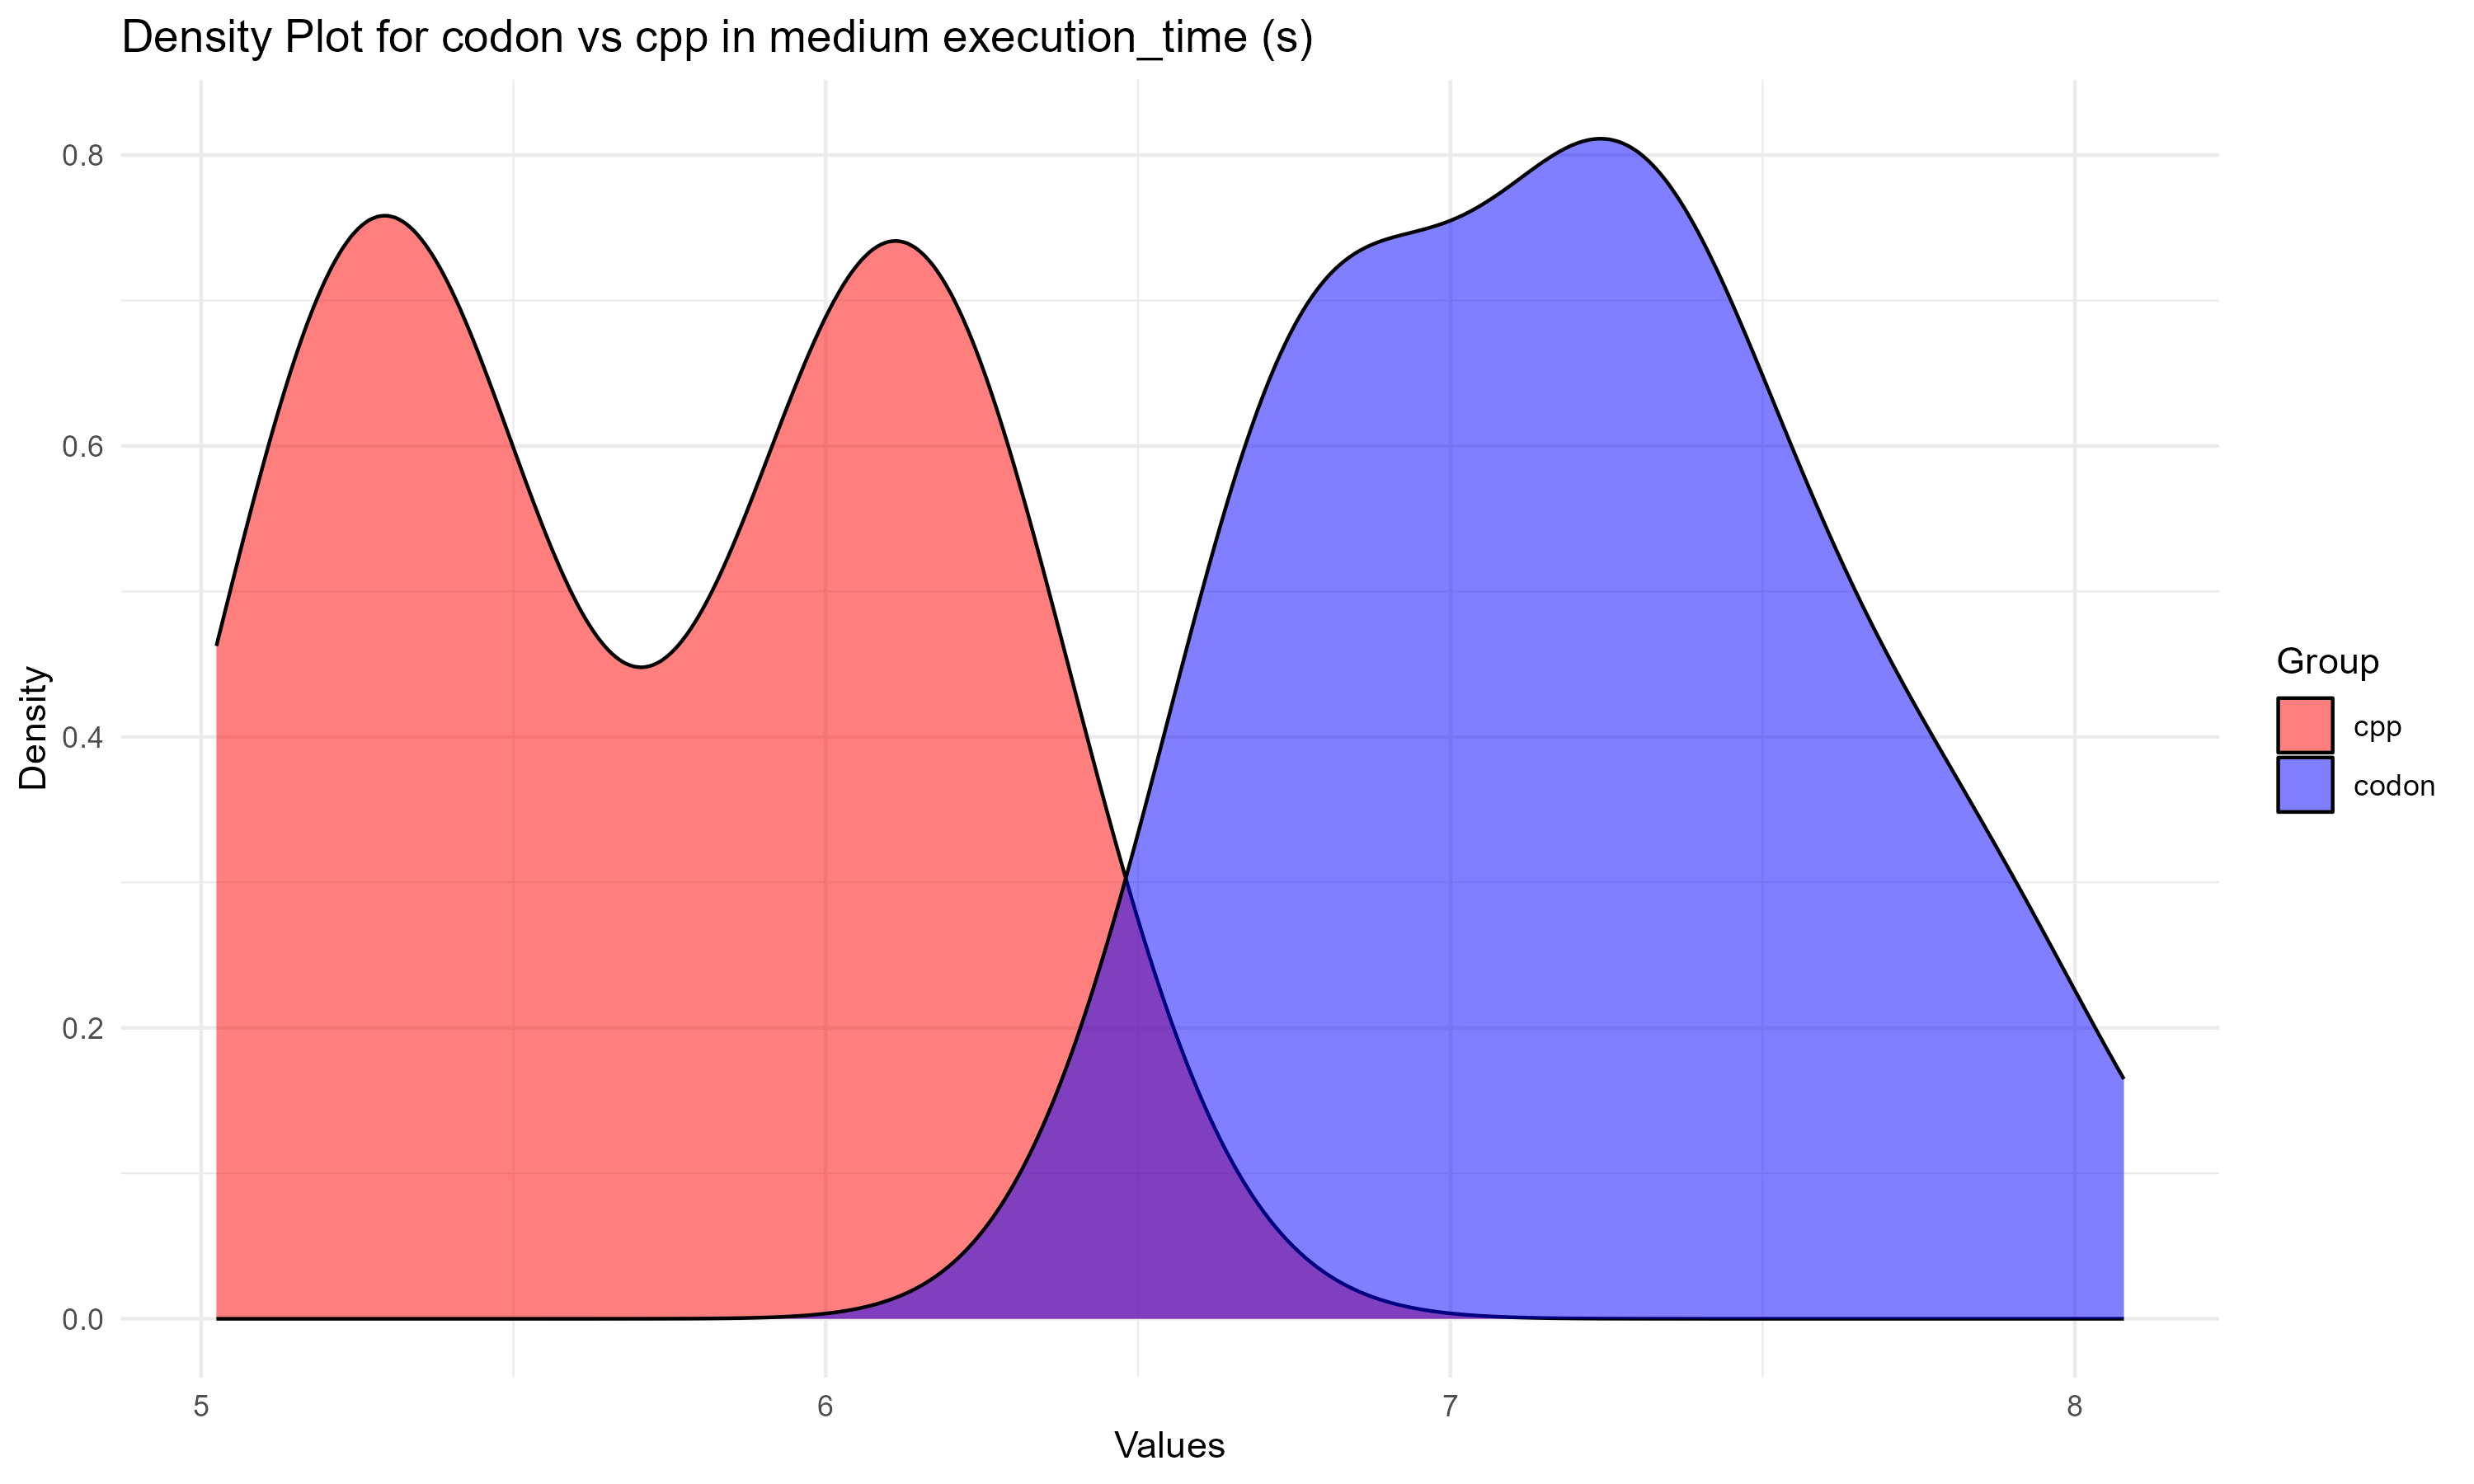 Density Plot for codon vs cpp in medium execution_time (s)
Density
0.8
0.6
0.4
0.2
0.0
5
6
7
8
Values
Group
cpp
codon